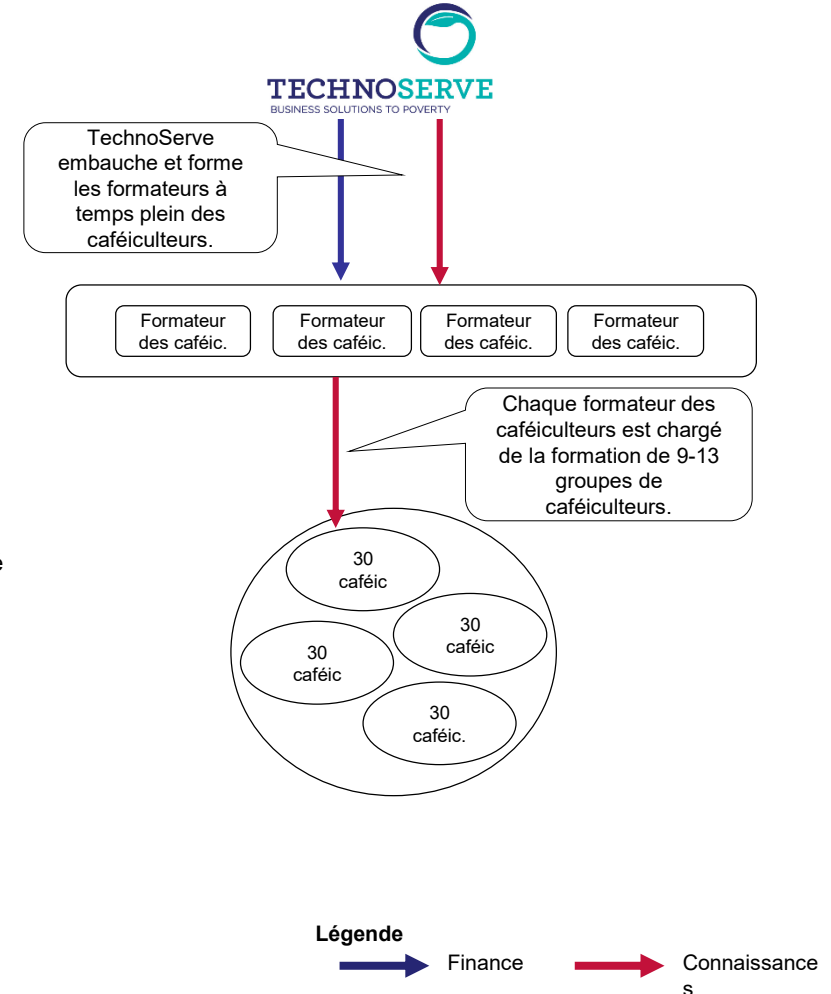 TECHNOSERVE
BUSINESS SOLUTIONS TO POVERTY
TechnoServe
embauche et forme
les formateurs à
temps plein des
caféiculteurs.
Formateur
des caféic.
Formateur
des caféic.
Formateur
des caféic.
Formateur
des caféic.
Chaque formateur des
caféiculteurs est chargé
de la formation de 9-13
groupes de
caféiculteurs.
e
30
caféic
30
caféic
30
caféic
30
caféic.
Légende
Finance
Connaissance
s